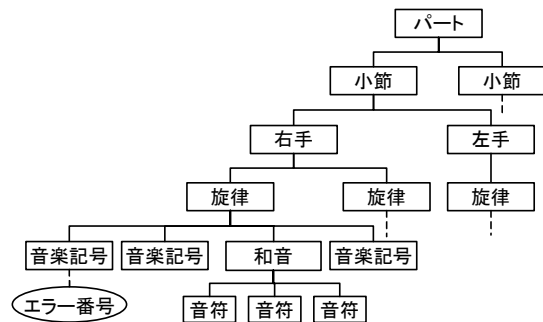 パート
小節 小節
右手 左手
旋律 旋律 旋律
音楽記号 音楽記号 和音 音楽記号
エラー番号 音符 音符 音符